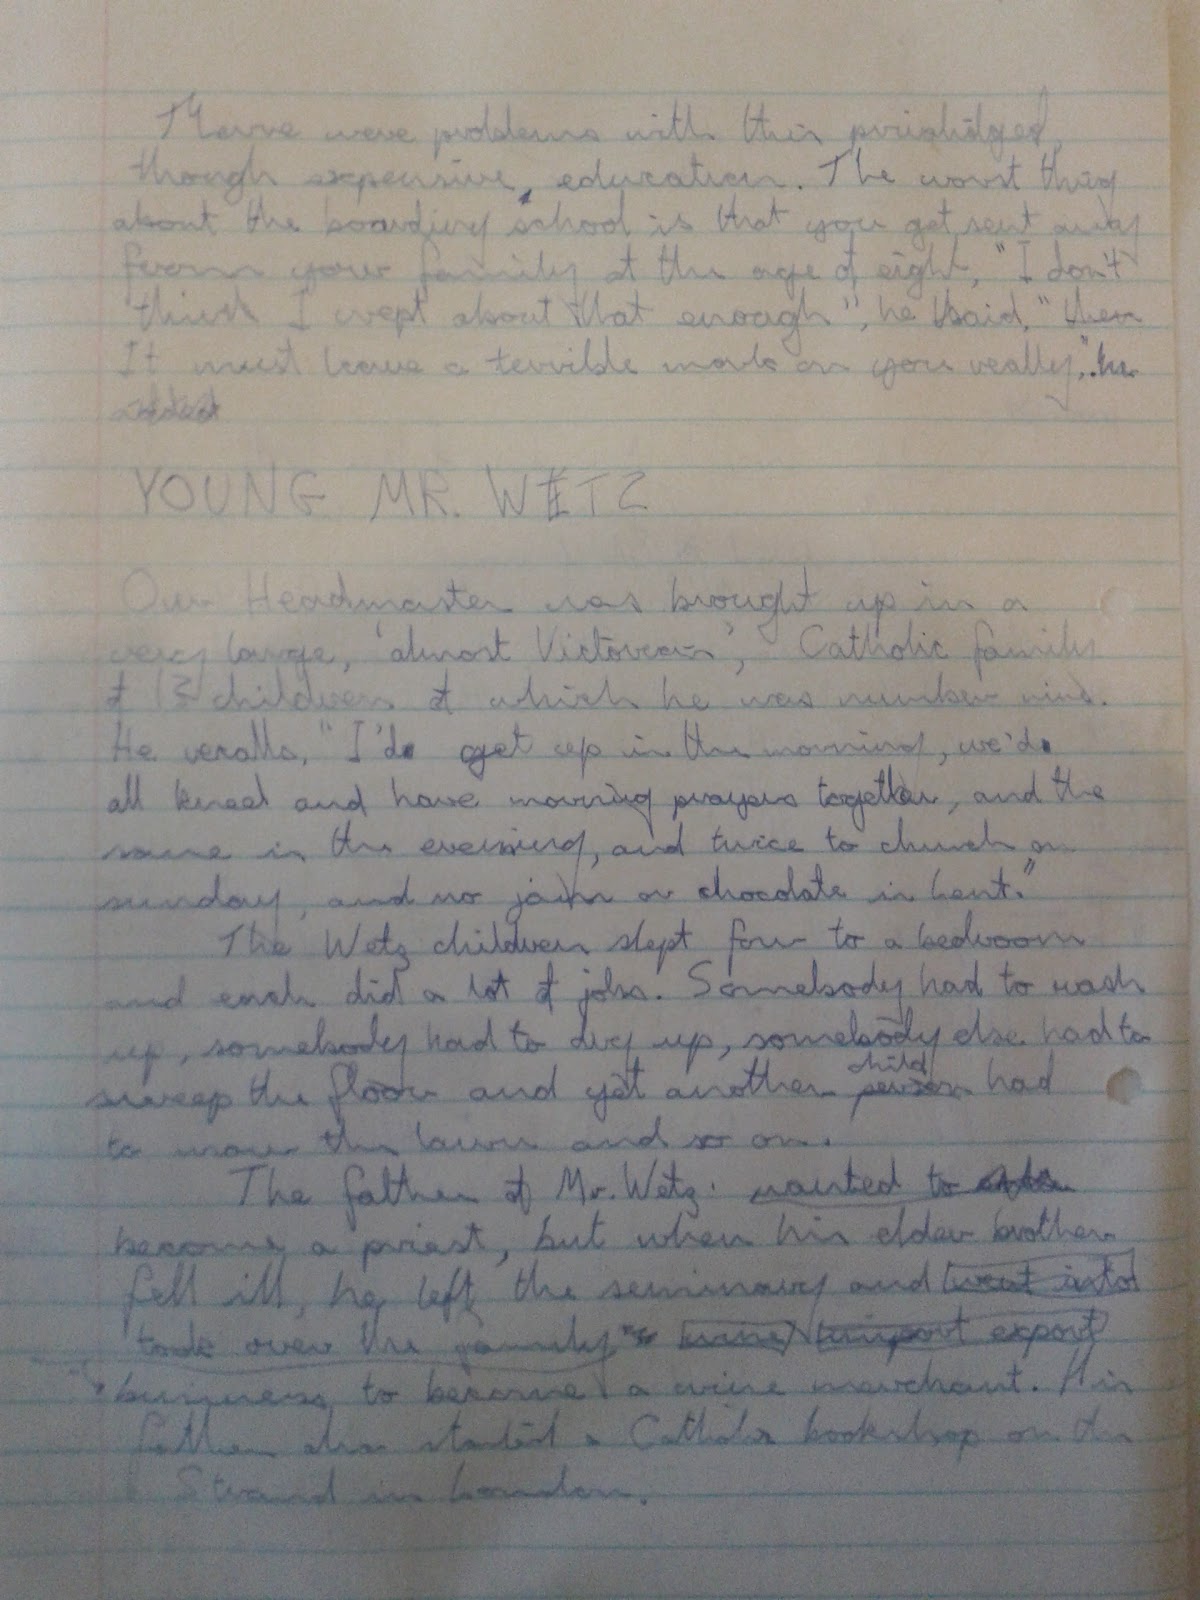 There were problems with this priviledged,
though expensive, education. The worst thing
about the boarding school is that you get sent away
from your family at the age of eight, "I don't
think I wept about that enough", he said, "then
It must leave a terrible mark on you really", he
added
YOUNG MR. WETZ
Our Headmaster was brought up in a
very large, 'almost Victorian', Catholic family
of 13 children of which he was number nine.
He recalls, "I'd get up in the morning, we'd
all kneel and have morning prayers together, and the
same in the evening, and twice to church on
sunday, and no jam or chocolate in Lent."
The Wetz children slept four to a bedroom
and each did a lot of jobs. Somebody had to wash
up, somebody had to dry up, somebody else had to
child
sweep the floor and yet another person had
to mow the lawn and so on.
The father of Mr. Wetz wanted to
become a priest, but when his elder brother
fell ill, he left the seminary and went into
took over the family wine import export
business to become a wine merchant. His
father also started a Catholic bookshop on the
Strand in London.